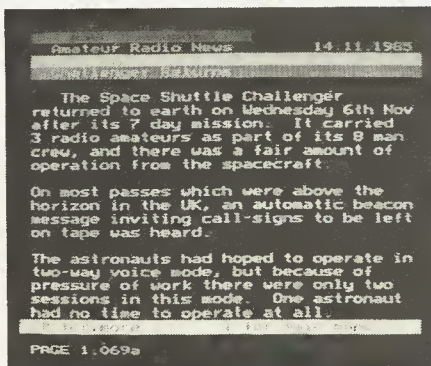 Amateur Radio News 14.11.1985
Challenger Returns
The Space Shuttle Challenger
returned to earth on Wednesday 6th Nov
after its 7 day mission. It carried
3 radio amateurs as part of its 8 man
crew, and there was a fair amount of
operation from the spacecraft
On most passes which were above the
horizon in the UK, an automatic beacon
message inviting call-signs to be left
on tape was heard.
The astronauts had hoped to operate in
two-way voice mode, but because of
pressure of work there were only two
sessions in this mode. One astronaut
had no time to operate at all.
PAGE 1.069a